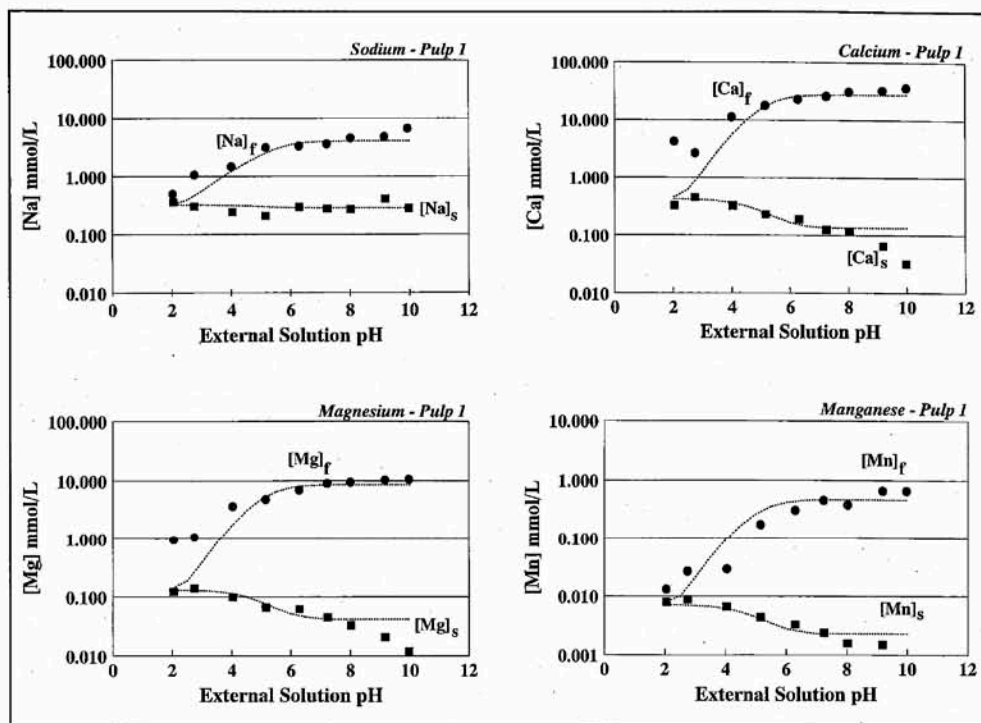 Sodium - Pulp 1
100.000
10.000
1.000
0.100
0.010
[Na] mmol/L
[Na]f
[Na]s
0 2 4 6 8 10 12
External Solution pH
Calcium - Pulp 1
100.000
10.000
1.000
0.100
0.010
[Ca] mmol/L
[Ca]f
[Ca]s
0 2 4 6 8 10 12
External Solution pH
Magnesium - Pulp 1
100.000
10.000
1.000
0.100
0.010
[Mg] mmol/L
[Mg]f
[Mg]s
0 2 4 6 8 10 12
External Solution pH
Manganese - Pulp 1
10.000
1.000
0.100
0.010
0.001
[Mn] mmol/L
[Mn]f
[Mn]s
0 2 4 6 8 10 12
External Solution pH